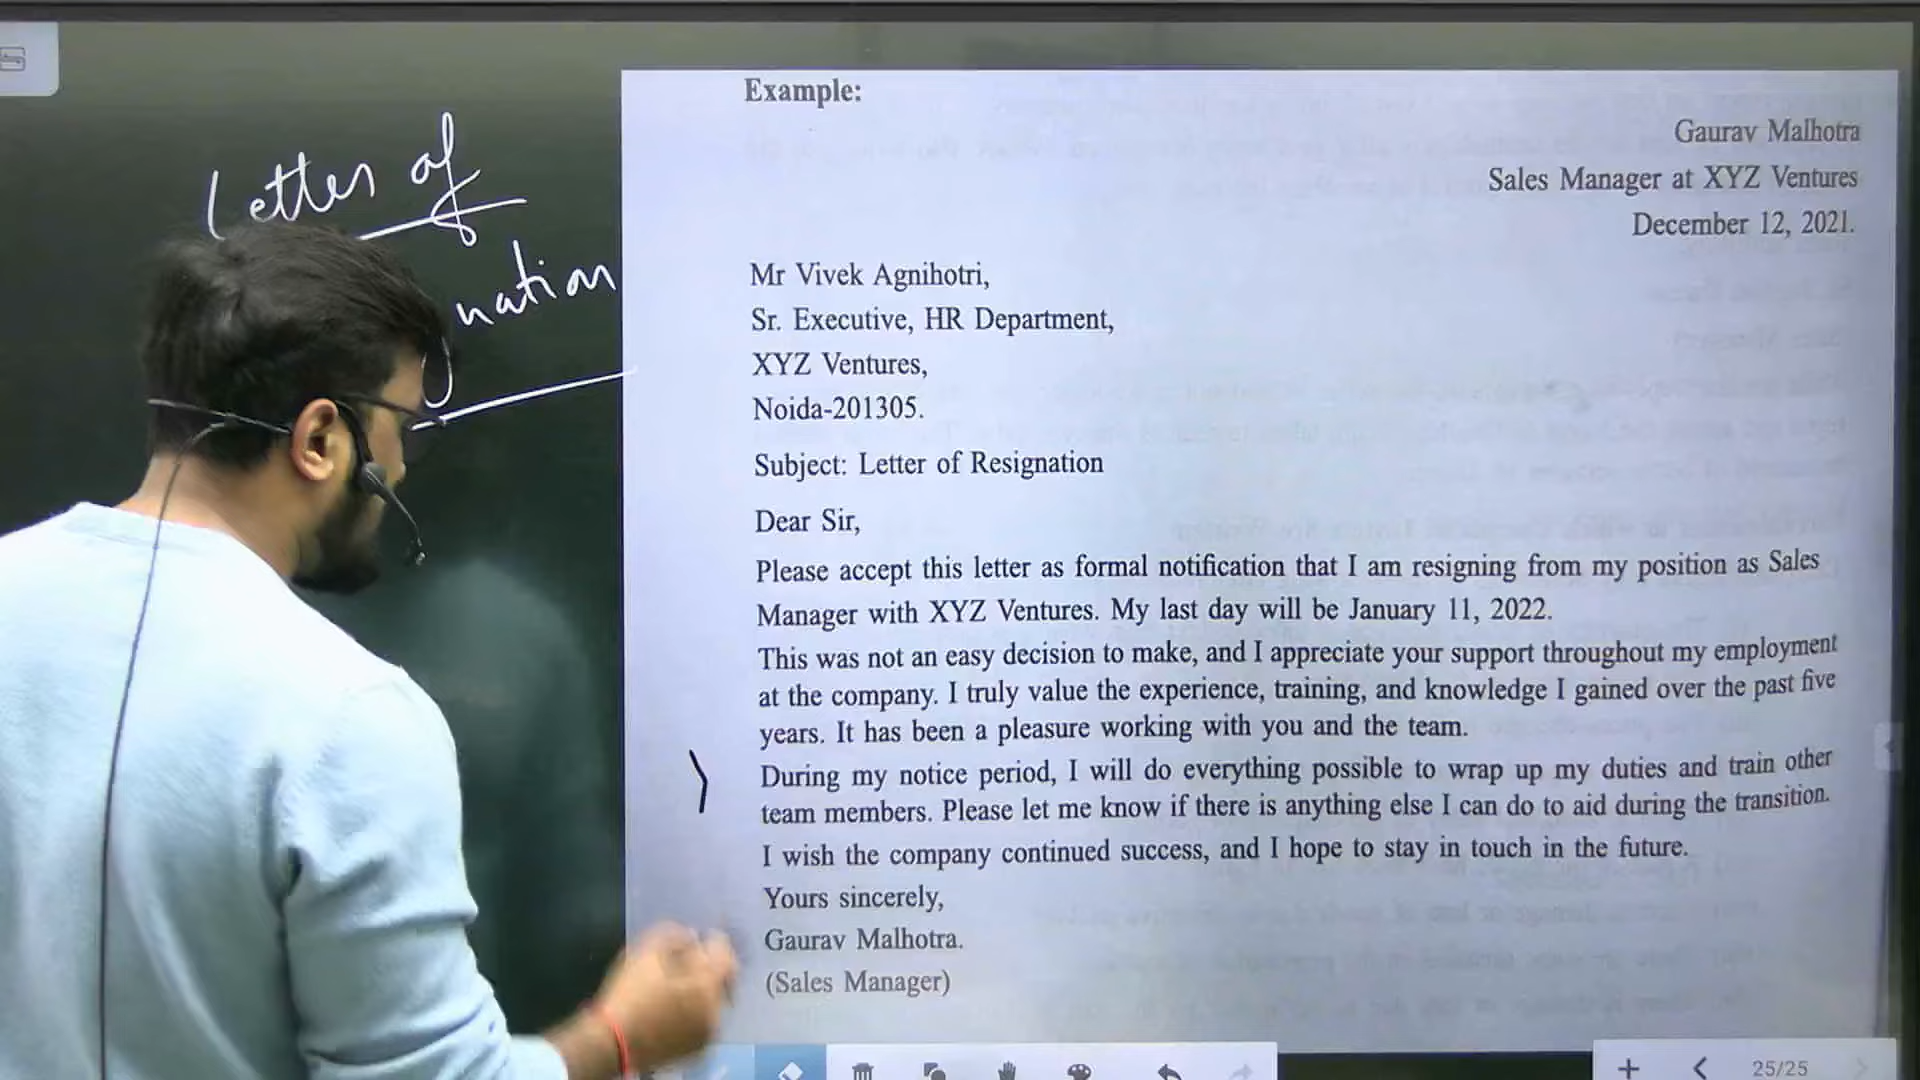 Letter of
nation
Example:
Gaurav Malhotra
Sales Manager at XYZ Ventures
December 12, 2021.
Mr Vivek Agnihotri,
Sr. Executive, HR Department,
XYZ Ventures,
Noida-201305.
Subject: Letter of Resignation
Dear Sir,
Please accept this letter as formal notification that I am resigning from my position as Sales
Manager with XYZ Ventures. My last day will be January 11, 2022.
This was not an easy decision to make, and I appreciate your support throughout my employment
at the company. I truly value the experience, training, and knowledge I gained over the past five
years. It has been a pleasure working with you and the team.
During my notice period, I will do everything possible to wrap up my duties and train other
team members. Please let me know if there is anything else I can do to aid during the transition.
I wish the company continued success, and I hope to stay in touch in the future.
Yours sincerely,
Gaurav Malhotra.
(Sales Manager)
25/25